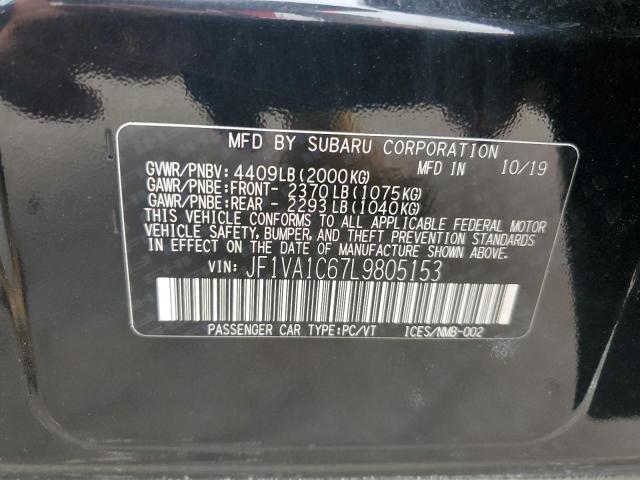 MFD BY SUBARU CORPORATION
GVWR/PNBV: 4409LB(2000KG) MFD IN 10/19
GAWR/PNBE:FRONT- 2370LB(1075KG)
GAWR/PNBE:REAR - 2293LB(1040KG)
THIS VEHICLE CONFORMS TO ALL APPLICABLE FEDERAL MOTOR
VEHICLE SAFETY, BUMPER, AND THEFT PREVENTION STANDARDS
IN EFFECT ON THE DATE OF MANUFACTURE SHOWN ABOVE.
VIN: JF1VA1C67L9805153
PASSENGER CAR TYPE:PC/VT ICES/NMB-002